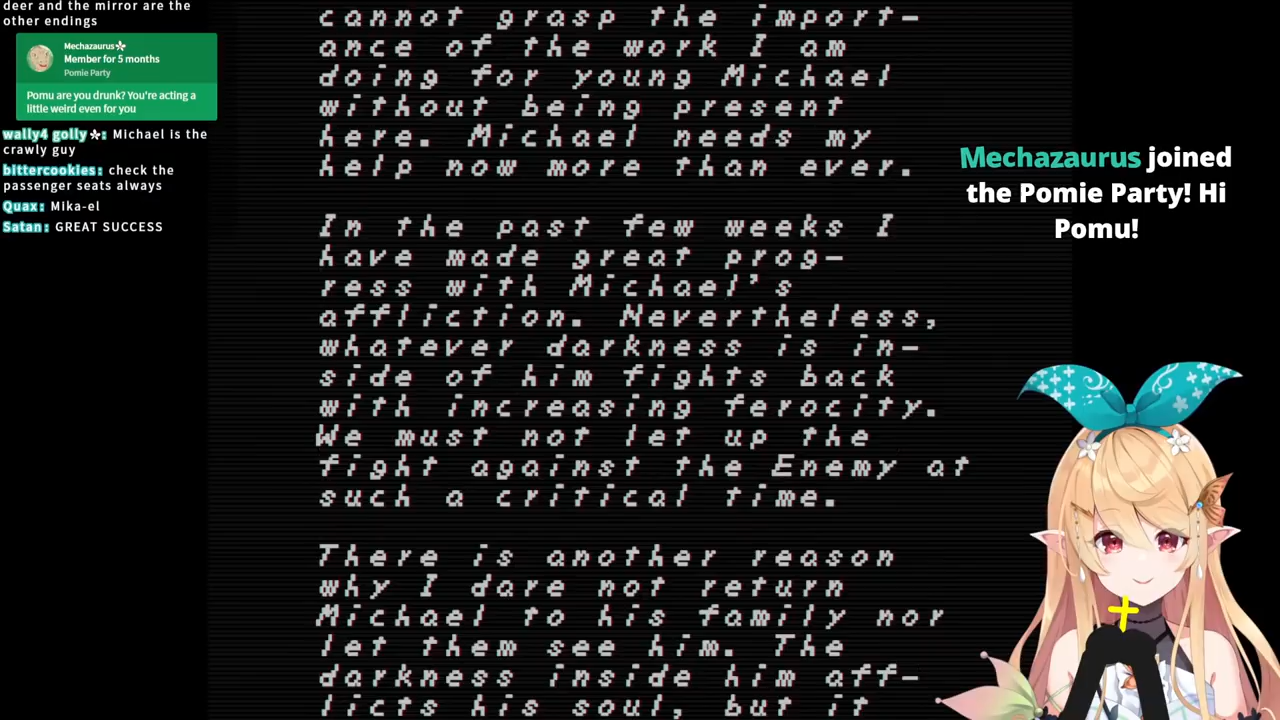 deer and the mirror are the
other endings
Mechazaurus
Member for 5 months
Pomie Party
Pomu are you drunk? You're acting a
little weird even for you
wally4 golly: Michael is the
crawly guy
bittercookies: check the
passenger seats always
Quax: Mika-el
Satan: GREAT SUCCESS
cannot grasp the import-
ance of the work I am
doing for young Michael
without being present
here. Michael needs my
help now more than ever.
In the past few weeks I
have made great prog-
ress with Michael's
affliction. Nevertheless,
whatever darkness is in-
side of him fights back
with increasing ferocity.
We must not let up the
fight against the Enemy at
such a critical time.
There is another reason
why I dare not return
Michael to his family nor
let them see him. The
darkness inside him aff-
licts his soul, but it
Mechazaurus joined
the Pomie Party! Hi
Pomu!